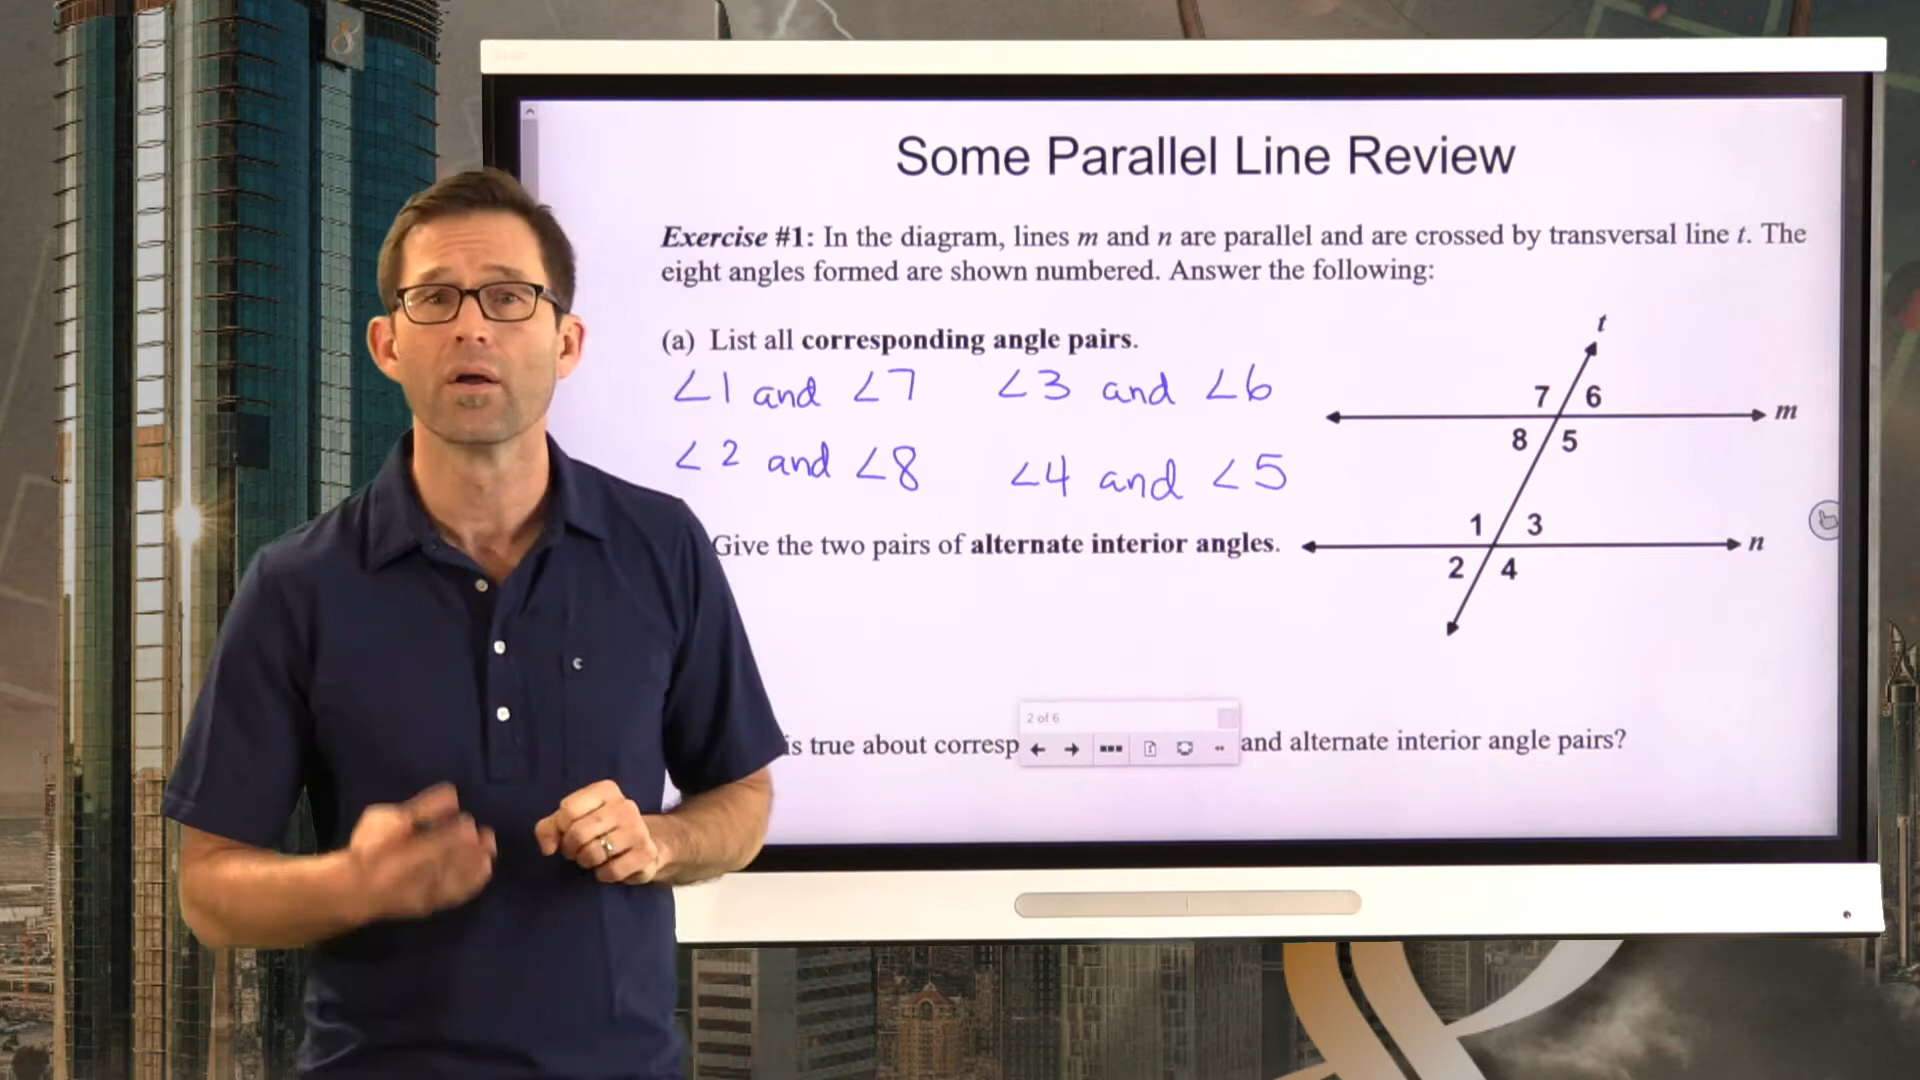 Some Parallel Line Review
Exercise #1: In the diagram, lines m and n are parallel and are crossed by transversal line t. The
eight angles formed are shown numbered. Answer the following:
(a) List all corresponding angle pairs.
∠1 and ∠7 ∠3 and ∠6
∠2 and ∠8 ∠4 and ∠5
Give the two pairs of alternate interior angles.
t
7 6
m
8 5
1 3
n
2 4
2 of 6
is true about corresp
and alternate interior angle pairs?
8